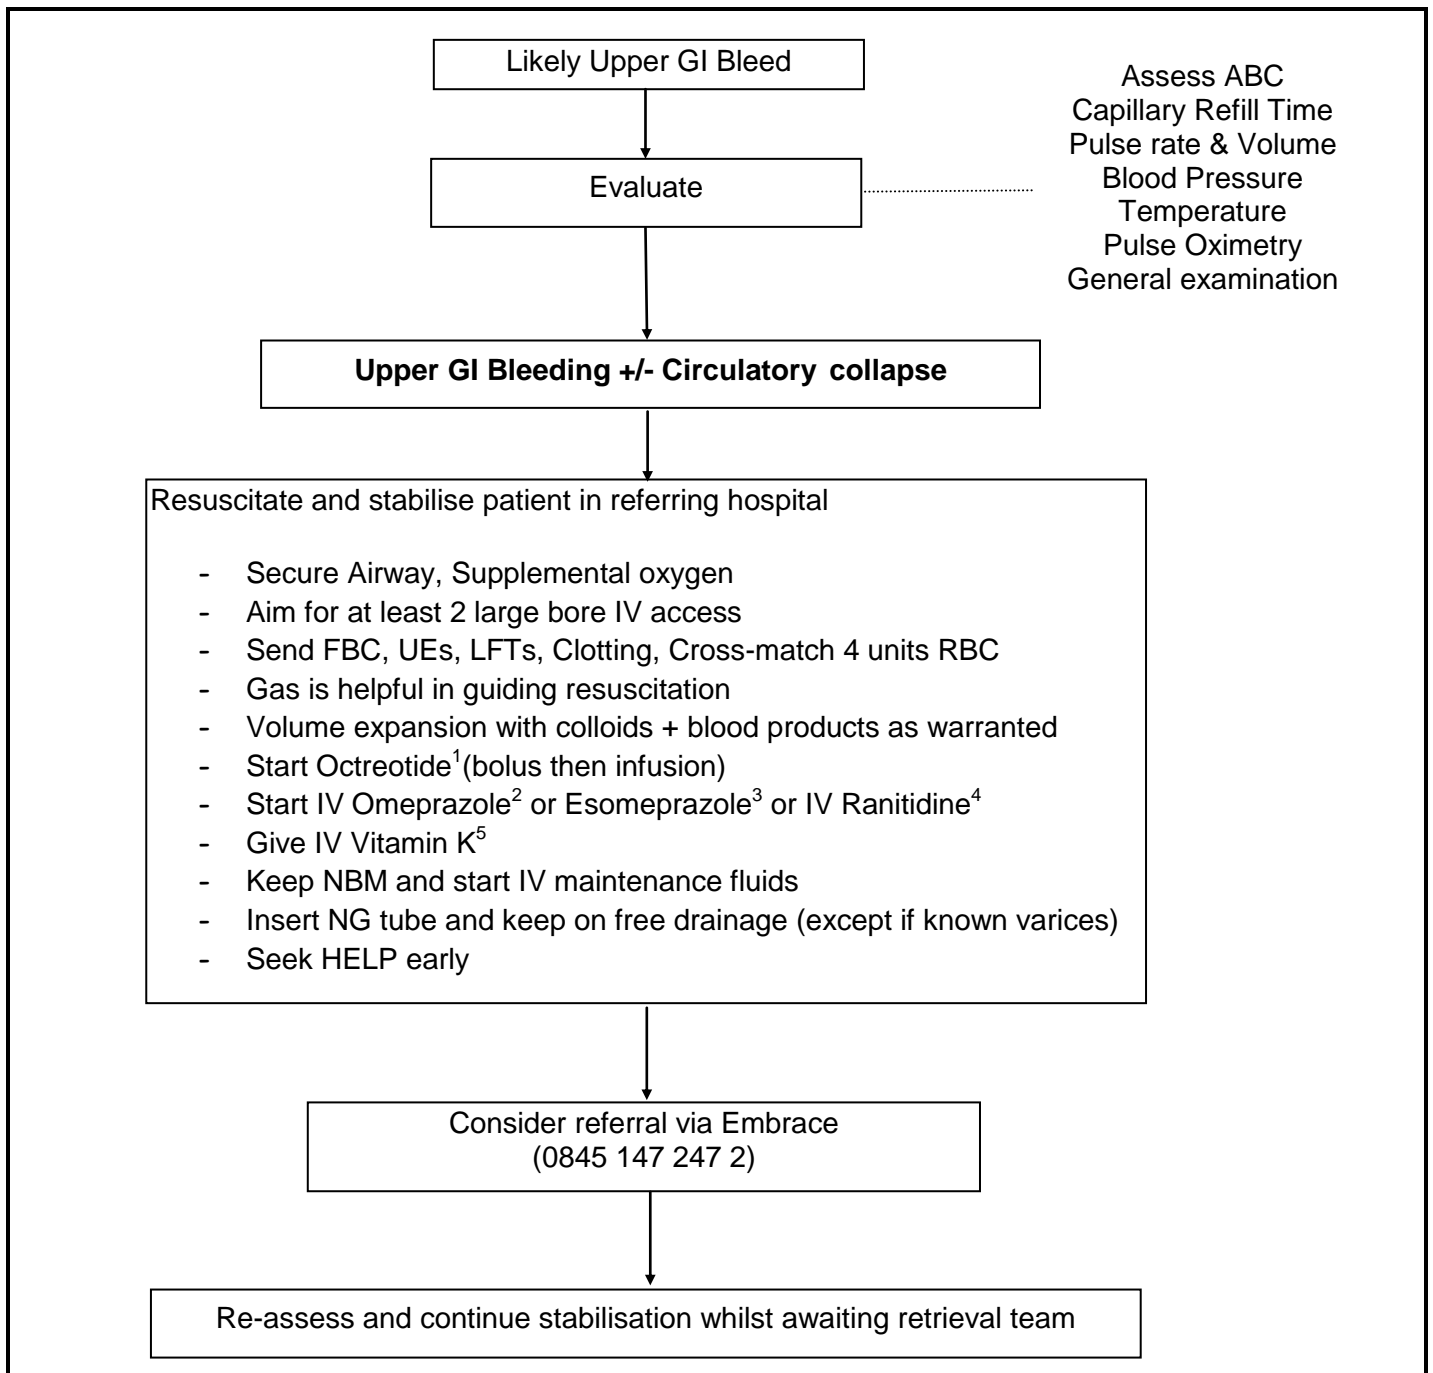 Likely Upper GI Bleed
Assess ABC
Capillary Refill Time
Pulse rate & Volume
Blood Pressure
Temperature
Pulse Oximetry
General examination
Evaluate
Upper GI Bleeding +/- Circulatory collapse
Resuscitate and stabilise patient in referring hospital
- Secure Airway, Supplemental oxygen
- Aim for at least 2 large bore IV access
- Send FBC, UEs, LFTs, Clotting, Cross-match 4 units RBC
- Gas is helpful in guiding resuscitation
- Volume expansion with colloids + blood products as warranted
- Start Octreotide¹(bolus then infusion)
- Start IV Omeprazole² or Esomeprazole³ or IV Ranitidine⁴
- Give IV Vitamin K⁵
- Keep NBM and start IV maintenance fluids
- Insert NG tube and keep on free drainage (except if known varices)
- Seek HELP early
Consider referral via Embrace
(0845 147 247 2)
Re-assess and continue stabilisation whilst awaiting retrieval team